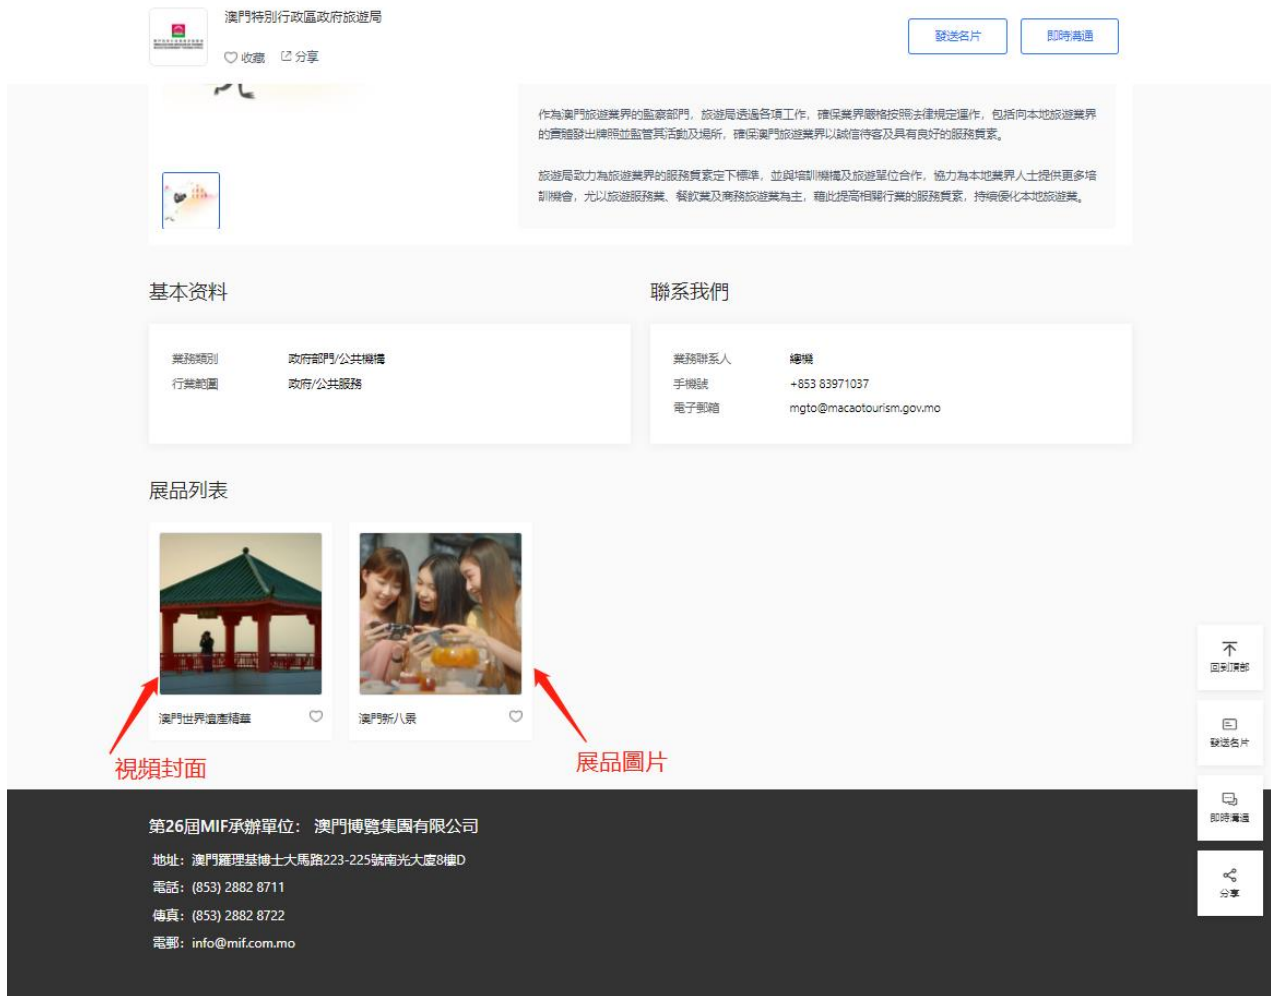 澳門特別行政區政府旅遊局
收藏 分享
發送名片
即時溝通
作為澳門旅遊業界的監察部門，旅遊局透過各項工作，確保業界嚴格按照法律規定運作，包括向本地旅遊業界
的實體發出牌照並監管其活動及場所，確保澳門旅遊業界以誠信待客及具有良好的服務質素。
旅遊局致力為旅遊業界的服務質素定下標準，並與培訓機構及旅遊單位合作，協力為本地業界人士提供更多培
訓機會，尤以旅遊服務業、餐飲業及商務旅遊業為主，藉此提高相關行業的服務質素，持續優化本地旅遊業。
基本资料
業務類別 政府部門/公共機構
行業範圍 政府/公共服務
聯系我們
業務聯系人 總機
手機號 +853 83971037
電子郵箱 mgto@macaotourism.gov.mo
展品列表
澳門世界遺產精華
澳門新八景
視頻封面
展品圖片
回到頂部
發送名片
即時溝通
分享
第26屆MIF承辦單位： 澳門博覽集團有限公司
地址：澳門羅理基博士大馬路223-225號南光大廈8樓D
電話：(853) 2882 8711
傳真：(853) 2882 8722
電郵：info@mif.com.mo